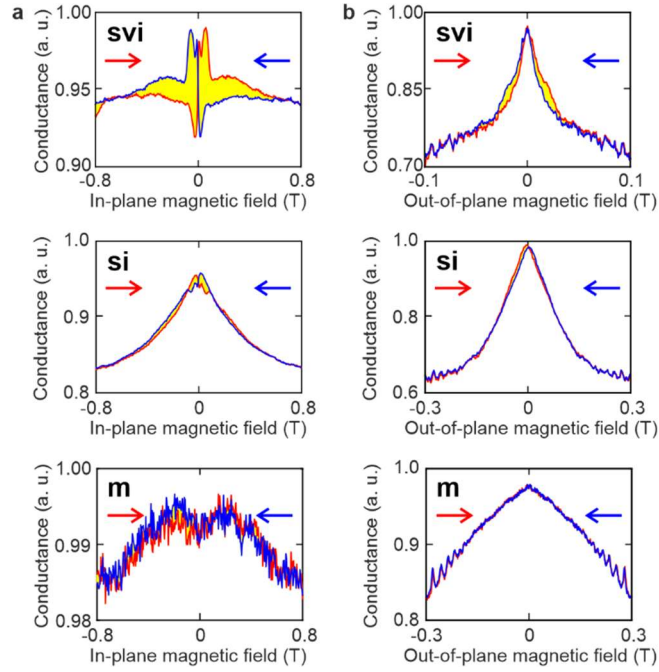 a
svi
Conductance (a. u.)
1.00
0.95
0.90
-0.8
0
0.8
In-plane magnetic field (T)
b
svi
Conductance (a. u.)
1.00
0.85
0.70
-0.1
0
0.1
Out-of-plane magnetic field (T)
si
Conductance (a. u.)
1.0
0.9
0.8
-0.8
0
0.8
In-plane magnetic field (T)
si
Conductance (a. u.)
1.0
0.8
0.6
-0.3
0
0.3
Out-of-plane magnetic field (T)
m
Conductance (a. u.)
1.00
0.99
0.98
-0.8
0
0.8
In-plane magnetic field (T)
m
Conductance (a. u.)
1.0
0.9
0.8
-0.3
0
0.3
Out-of-plane magnetic field (T)